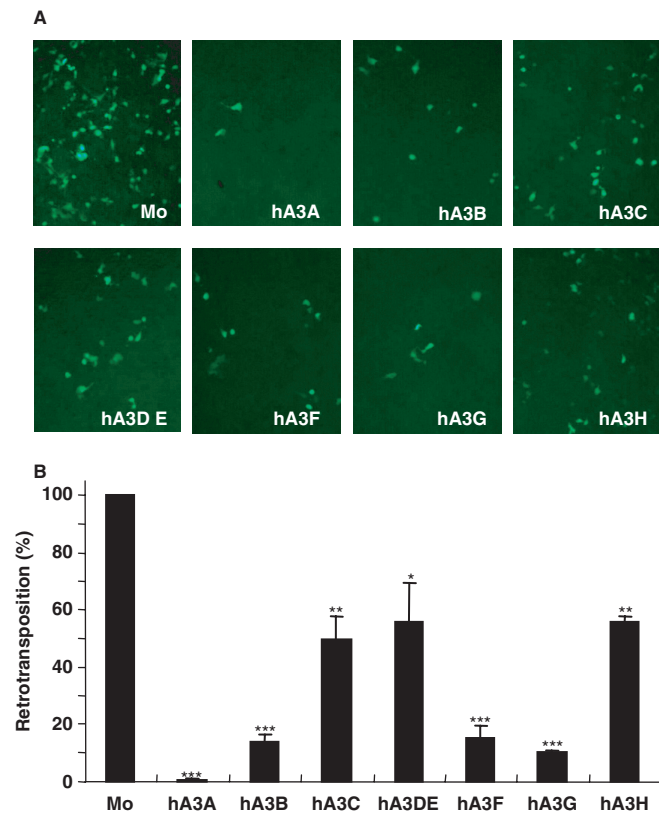 A
Mo
hA3A
hA3B
hA3C
hA3D E
hA3F
hA3G
hA3H
B
Retrotransposition (%)
100
80
60
40
20
0
***
***
**
*
***
***
**
Mo
hA3A
hA3B
hA3C
hA3DE
hA3F
hA3G
hA3H